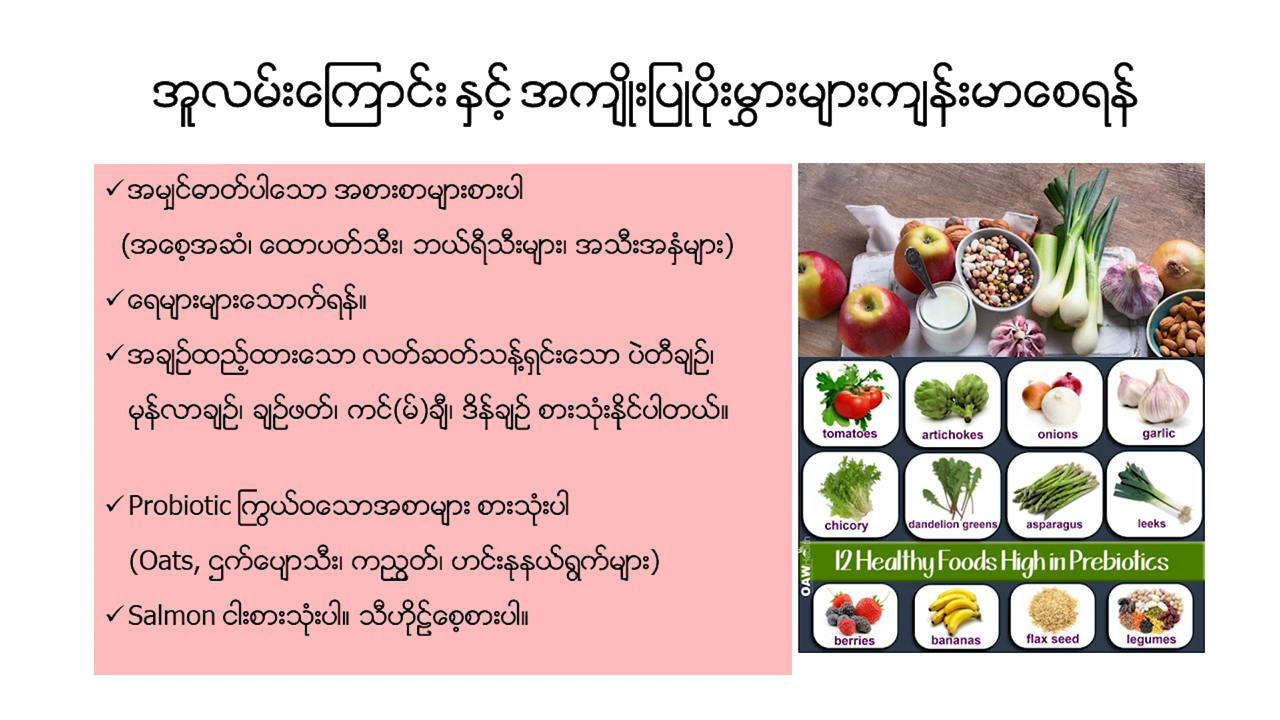 အူလမ်းကြောင်း နှင့် အကျိုးပြုပိုးမွှားများကျန်းမာစေရန်
✓အမျှင်ဓာတ်ပါသော အစားစာများစားပါ
(အစေ့အဆံ၊ ထောပတ်သီး၊ ဘယ်ရီသီးများ၊ အသီးအနှံများ)
✓ရေများများသောက်ရန်။
✓အချဉ်ထည့်ထားသော လတ်ဆတ်သန့်ရှင်းသော ပဲတီချဉ်၊
မုန်လာချဉ်၊ ချဉ်ဖတ်၊ ကင်(မ်)ချီ၊ ဒိန်ချဉ် စားသုံးနိုင်ပါတယ်။
✓Probiotic ကြွယ်ဝသောအစာများ စားသုံးပါ
(Oats, ငှက်ပျောသီး၊ ကညွတ်၊ ဟင်းနုနယ်ရွက်များ)
✓Salmon ငါးစားသုံးပါ။ သီဟိုဠ်စေ့စားပါ။
tomatoes artichokes onions garlic
chicory dandelion greens asparagus leeks
12 Healthy Foods High in Prebiotics
berries bananas flax seed legumes